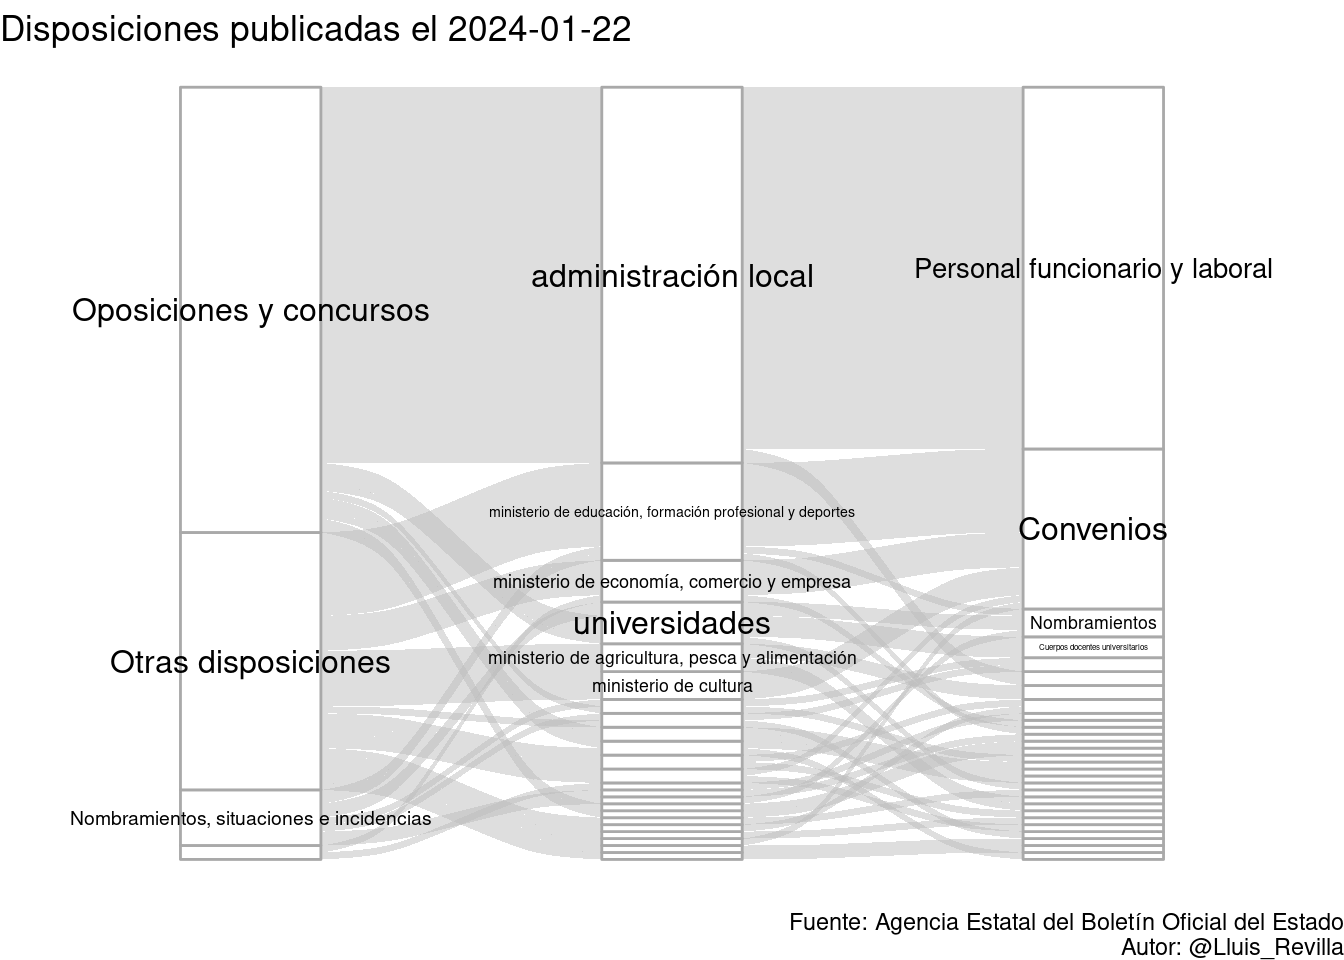 Disposiciones publicadas el 2024-01-22
Oposiciones y concursos
Otras disposiciones
Nombramientos, situaciones e incidencias
administración local
ministerio de educación, formación profesional y deportes
ministerio de economía, comercio y empresa
universidades
ministerio de agricultura, pesca y alimentación
ministerio de cultura
Personal funcionario y laboral
Convenios
Nombramientos
Cuerpos docentes universitarios
Fuente: Agencia Estatal del Boletín Oficial del Estado
Autor: @Lluis_Revilla